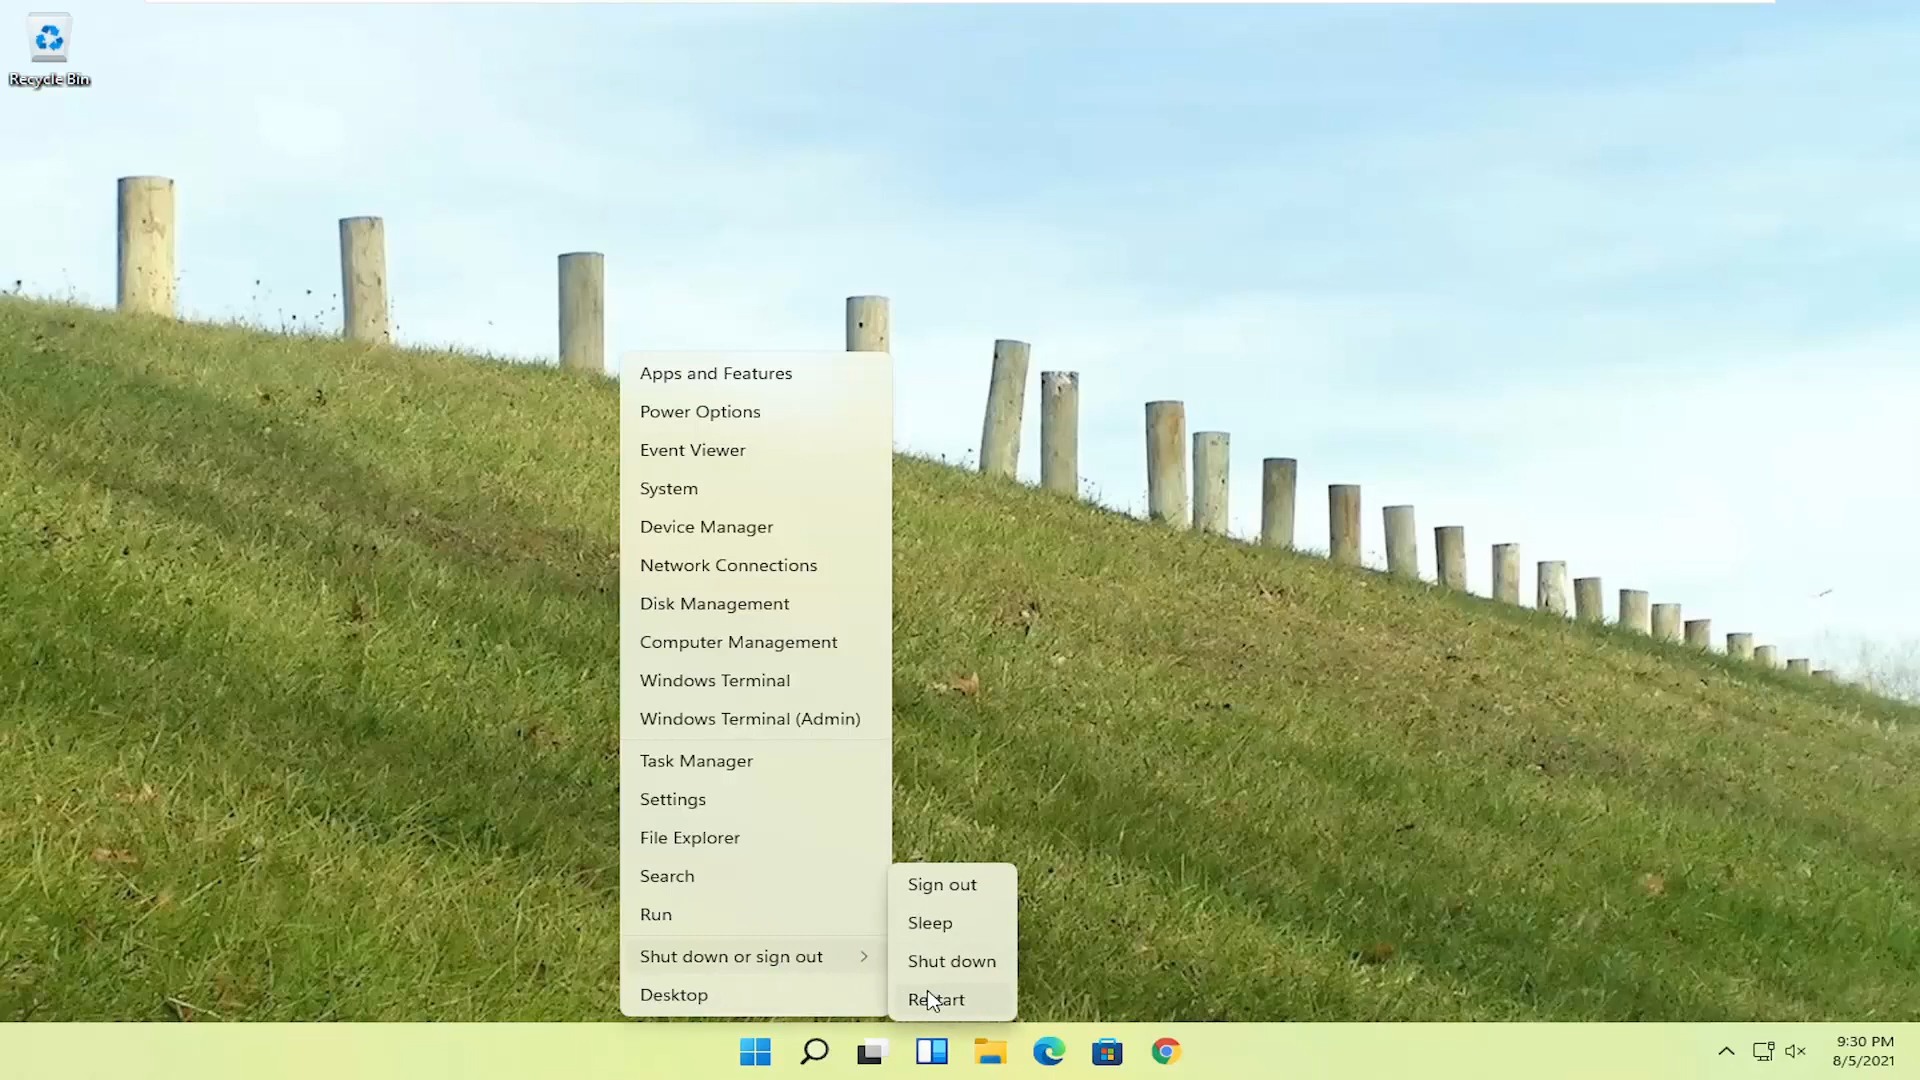 Recycle Bin
Apps and Features
Power Options
Event Viewer
System
Device Manager
Network Connections
Disk Management
Computer Management
Windows Terminal
Windows Terminal (Admin)
Task Manager
Settings
File Explorer
Search
Run
Shut down or sign out
Desktop
Sign out
Sleep
Shut down
Restart
9:30 PM
8/5/2021